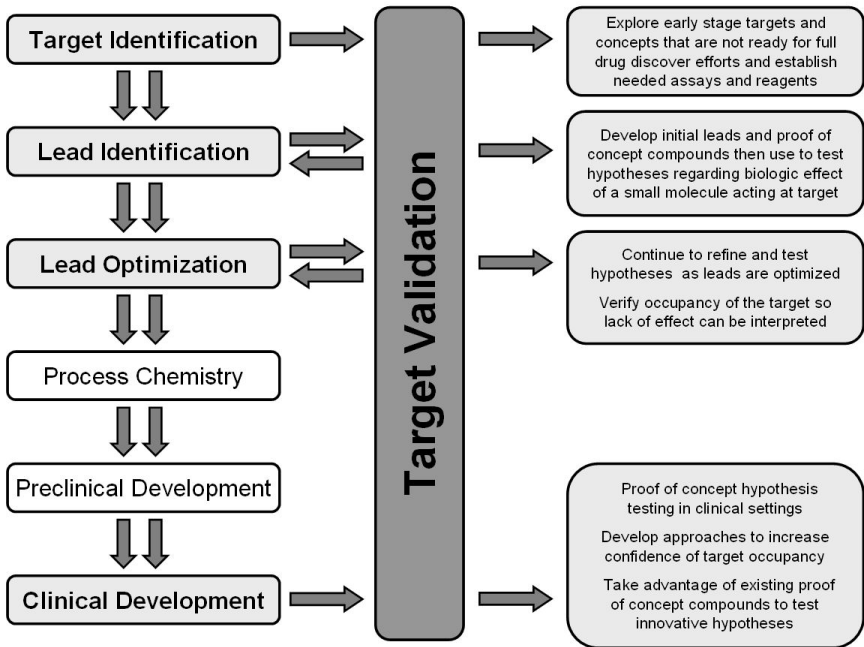 Target Identification
Explore early stage targets and
concepts that are not ready for full
drug discover efforts and establish
needed assays and reagents
Lead Identification
Develop initial leads and proof of
concept compounds then use to test
hypotheses regarding biologic effect
of a small molecule acting at target
Lead Optimization
Continue to refine and test
hypotheses as leads are optimized
Verify occupancy of the target so
lack of effect can be interpreted
Target Validation
Process Chemistry
Preclinical Development
Clinical Development
Proof of concept hypothesis
testing in clinical settings
Develop approaches to increase
confidence of target occupancy
Take advantage of existing proof
of concept compounds to test
innovative hypotheses